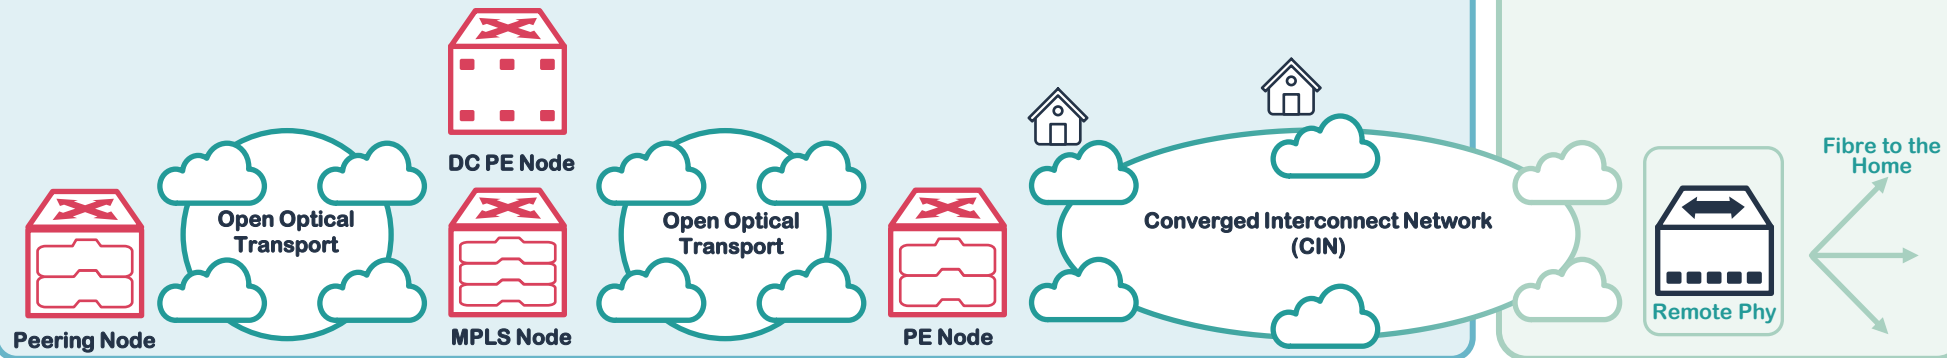 DC PE Node
Fibre to the
Home
Open Optical
Transport
Open Optical
Transport
Converged Interconnect Network
(CIN)
Remote Phy
Peering Node
MPLS Node
PE Node